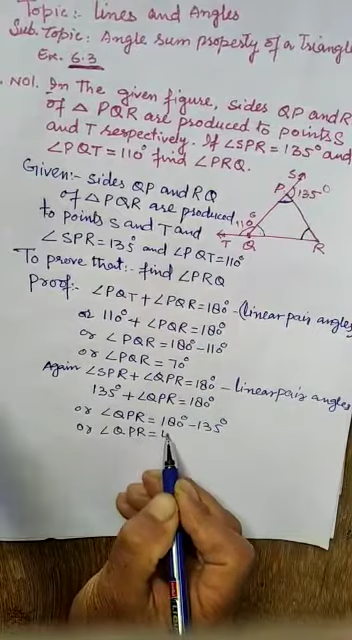 Topic:- Lines and Angles
Sub. Topic:- Angle sum property of a Triangle
Ex. 6.3
No1. In the given figure, sides QP and R
of △ PQR are produced to points S
and T respectively. If ∠SPR = 135° and
∠PQT = 110° find ∠PRQ.
Given:- Sides QP and RQ
of △PQR are produced
to points S and T and
∠SPR = 135° and ∠PQT = 110°
S
P 135°
110°
T Q R
To prove that:- find ∠PRQ
Proof:- ∠PQT + ∠PQR = 180° - (linear pair angles
or 110° + ∠PQR = 180°
or ∠PQR = 180° - 110°
or ∠PQR = 70°
Again ∠SPR + ∠QPR = 180° - linear pair angles
135° + ∠QPR = 180°
or ∠QPR = 180° - 135°
or ∠QPR = 4